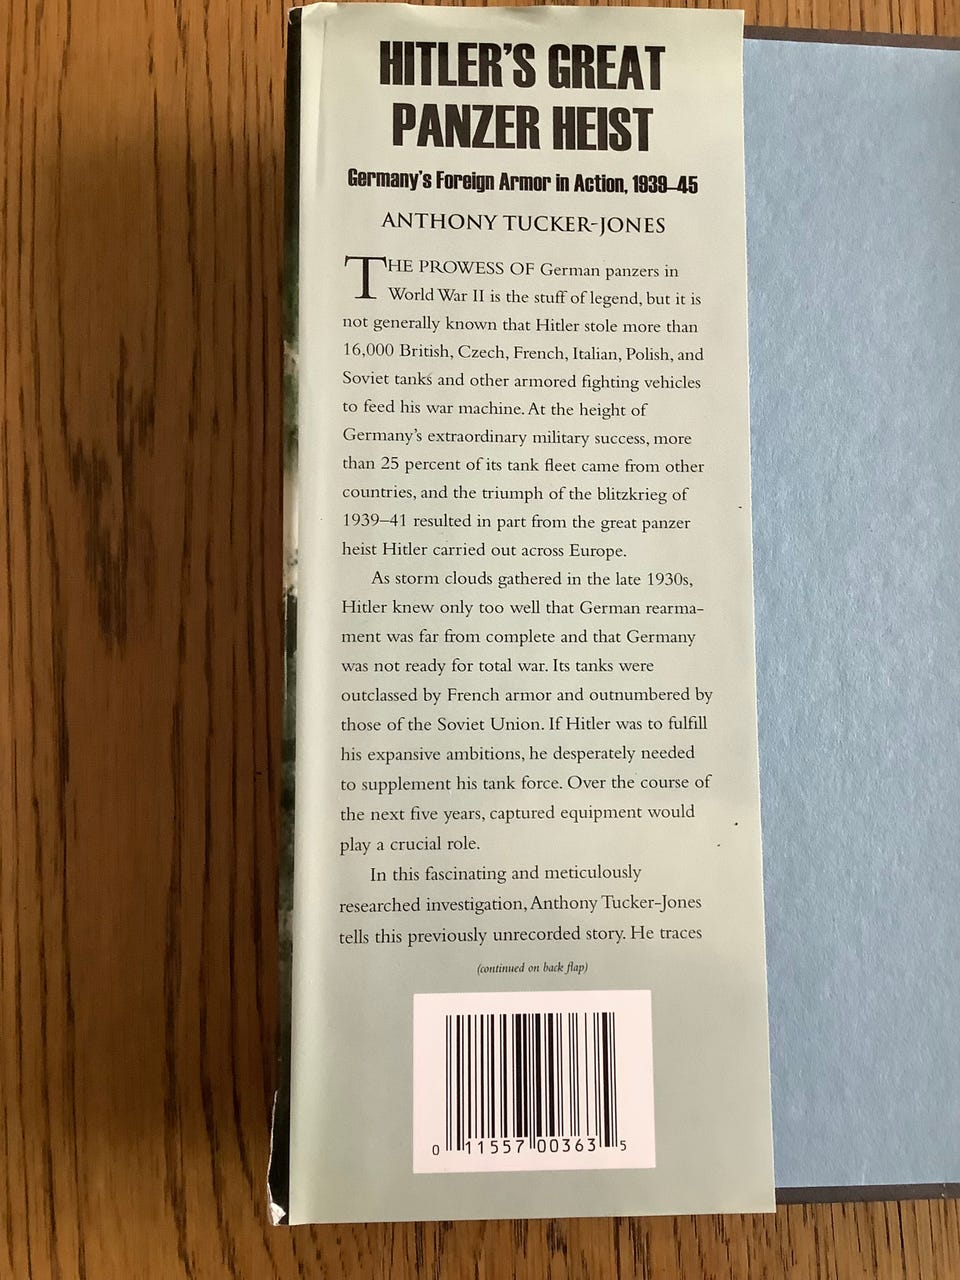 HITLER'S GREAT
PANZER HEIST
Germany's Foreign Armor in Action, 1939–45
ANTHONY TUCKER-JONES
THE PROWESS OF German panzers in
World War II is the stuff of legend, but it is
not generally known that Hitler stole more than
16,000 British, Czech, French, Italian, Polish, and
Soviet tanks and other armored fighting vehicles
to feed his war machine. At the height of
Germany's extraordinary military success, more
than 25 percent of its tank fleet came from other
countries, and the triumph of the blitzkrieg of
1939–41 resulted in part from the great panzer
heist Hitler carried out across Europe.
As storm clouds gathered in the late 1930s,
Hitler knew only too well that German rearma-
ment was far from complete and that Germany
was not ready for total war. Its tanks were
outclassed by French armor and outnumbered by
those of the Soviet Union. If Hitler was to fulfill
his expansive ambitions, he desperately needed
to supplement his tank force. Over the course of
the next five years, captured equipment would
play a crucial role.
In this fascinating and meticulously
researched investigation, Anthony Tucker-Jones
tells this previously unrecorded story. He traces
(continued on back flap)
0 11557 00363 5